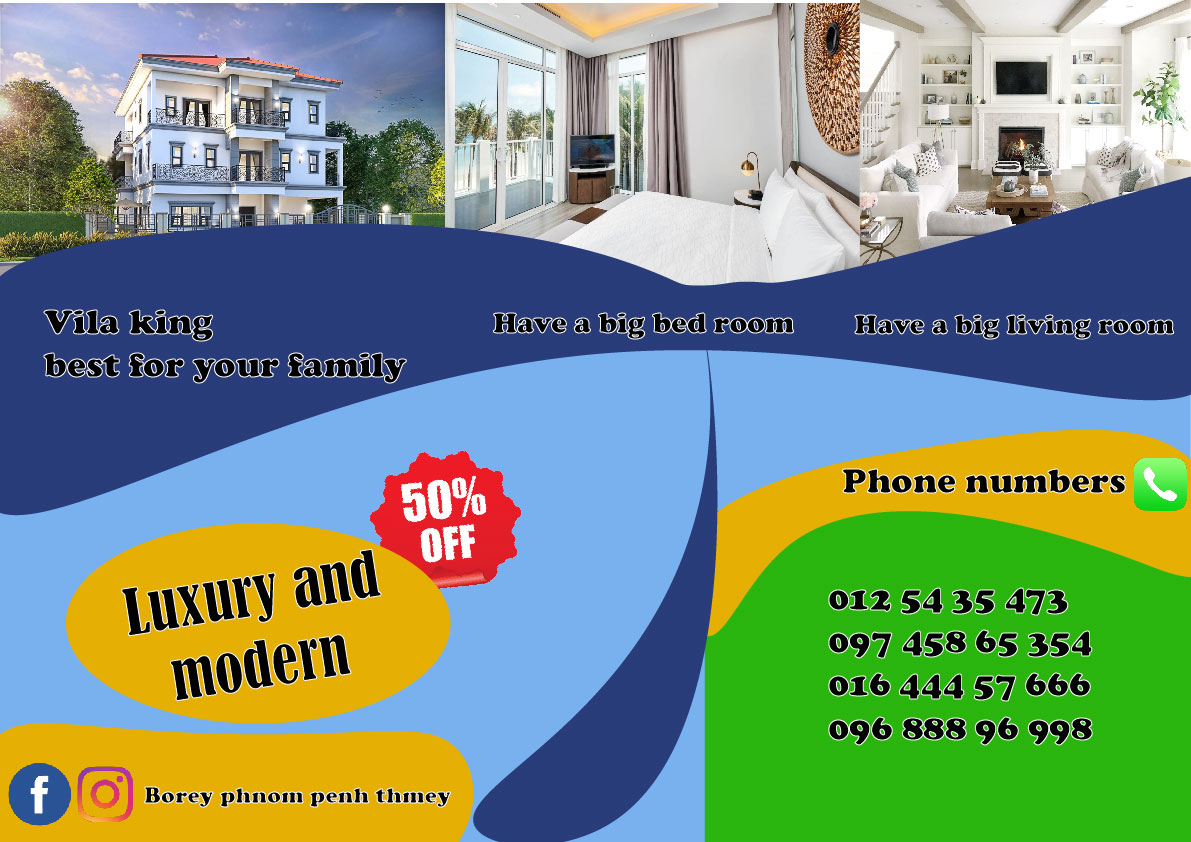 Vila king
best for your family
Have a big bed room
Have a big living room
50%
OFF
Luxury and
modern
Phone numbers
012 54 35 473
097 458 65 354
016 444 57 666
096 888 96 998
Borey phnom penh thmey